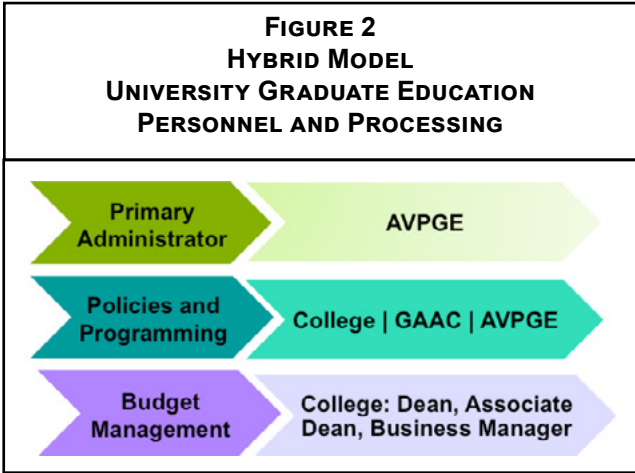 FIGURE 2
HYBRID MODEL
UNIVERSITY GRADUATE EDUCATION
PERSONNEL AND PROCESSING
Primary
Administrator
AVPGE
Policies and
Programming
College | GAAC | AVPGE
Budget
Management
College: Dean, Associate
Dean, Business Manager